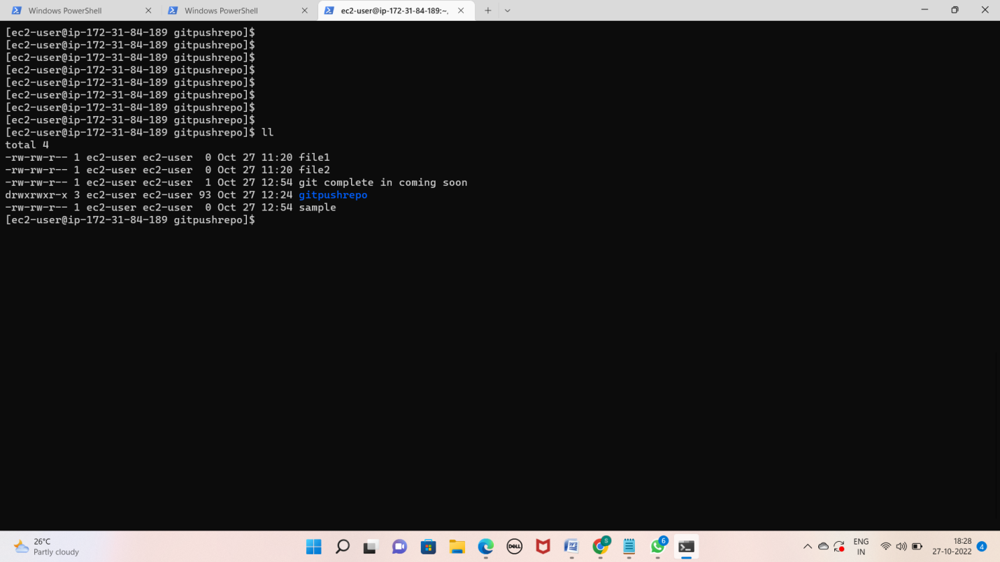 Windows PowerShell
Windows PowerShell
ec2-user@ip-172-31-84-189:~,
[ec2-user@ip-172-31-84-189 gitpushrepo]$
[ec2-user@ip-172-31-84-189 gitpushrepo]$
[ec2-user@ip-172-31-84-189 gitpushrepo]$
[ec2-user@ip-172-31-84-189 gitpushrepo]$
[ec2-user@ip-172-31-84-189 gitpushrepo]$
[ec2-user@ip-172-31-84-189 gitpushrepo]$
[ec2-user@ip-172-31-84-189 gitpushrepo]$
[ec2-user@ip-172-31-84-189 gitpushrepo]$
[ec2-user@ip-172-31-84-189 gitpushrepo]$ ll
total 4
-rw-rw-r-- 1 ec2-user ec2-user  0 Oct 27 11:20 file1
-rw-rw-r-- 1 ec2-user ec2-user  0 Oct 27 11:20 file2
-rw-rw-r-- 1 ec2-user ec2-user  1 Oct 27 12:54 git complete in coming soon
drwxrwxr-x 3 ec2-user ec2-user 93 Oct 27 12:24 gitpushrepo
-rw-rw-r-- 1 ec2-user ec2-user  0 Oct 27 12:54 sample
[ec2-user@ip-172-31-84-189 gitpushrepo]$
26°C
Partly cloudy
DELL
W
S
6
ENG
IN
18:28
27-10-2022
4